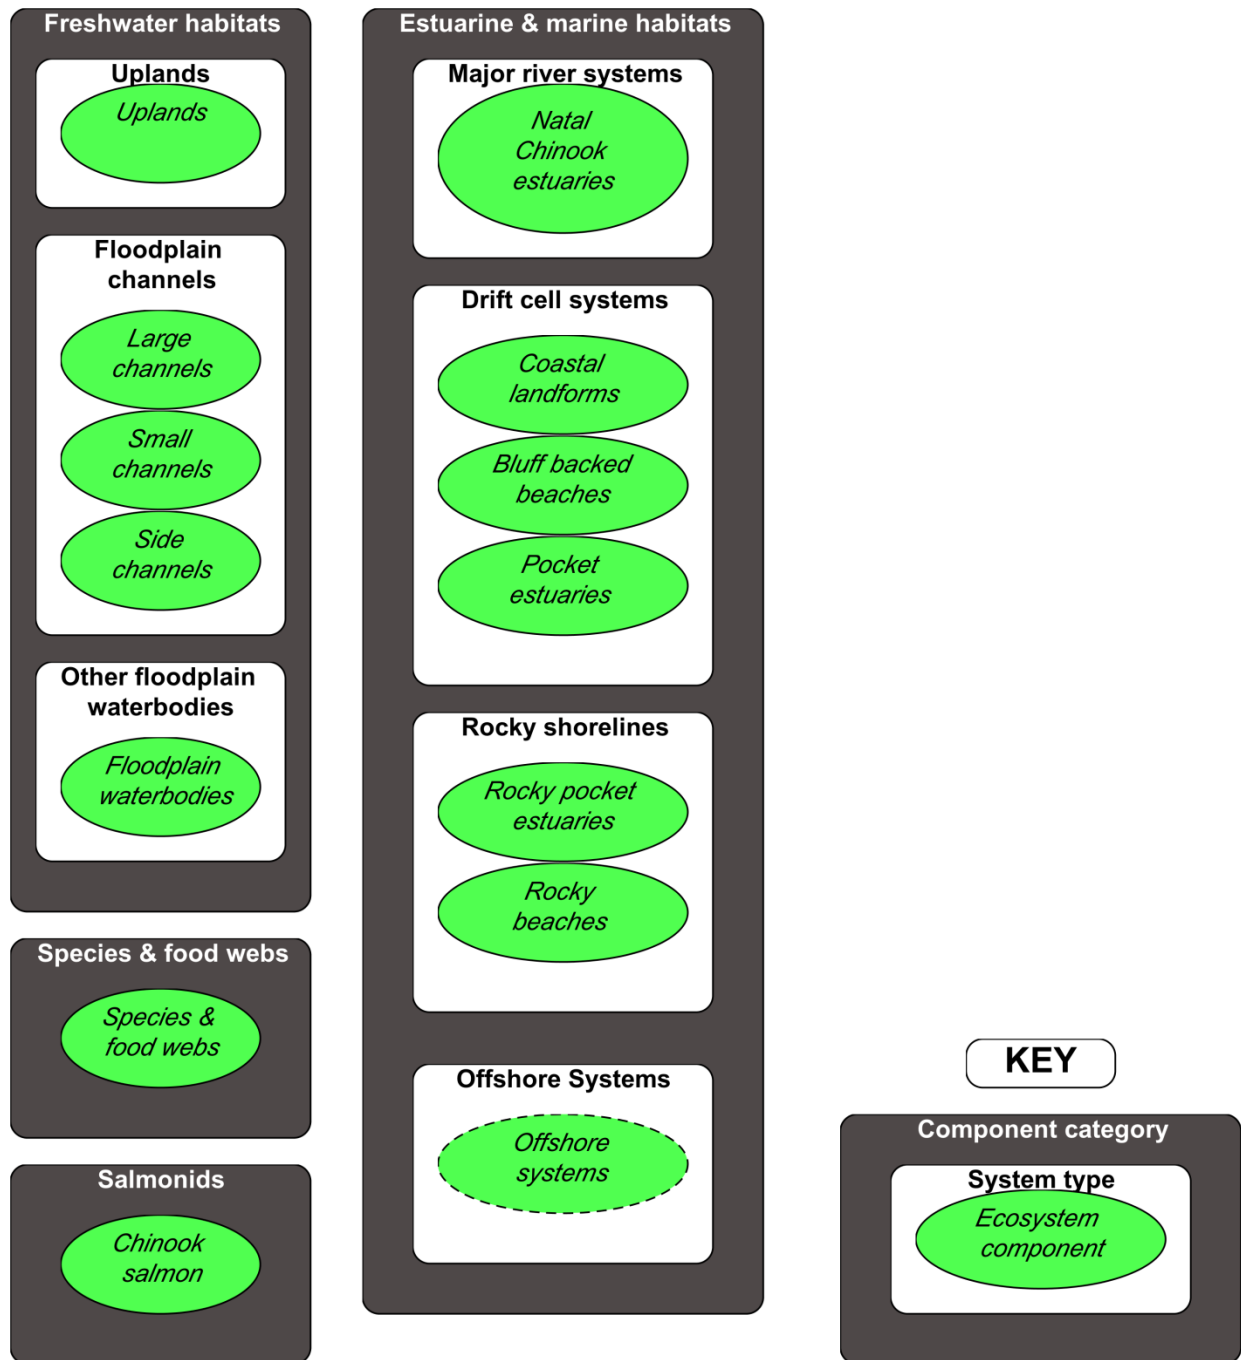 Freshwater habitats
Uplands
Uplands
Floodplain
channels
Large
channels
Small
channels
Side
channels
Other floodplain
waterbodies
Floodplain
waterbodies
Species & food webs
Species &
food webs
Salmonids
Chinook
salmon
Estuarine & marine habitats
Major river systems
Natal
Chinook
estuaries
Drift cell systems
Coastal
landforms
Bluff backed
beaches
Pocket
estuaries
Rocky shorelines
Rocky pocket
estuaries
Rocky
beaches
Offshore Systems
Offshore
systems
KEY
Component category
System type
Ecosystem
component